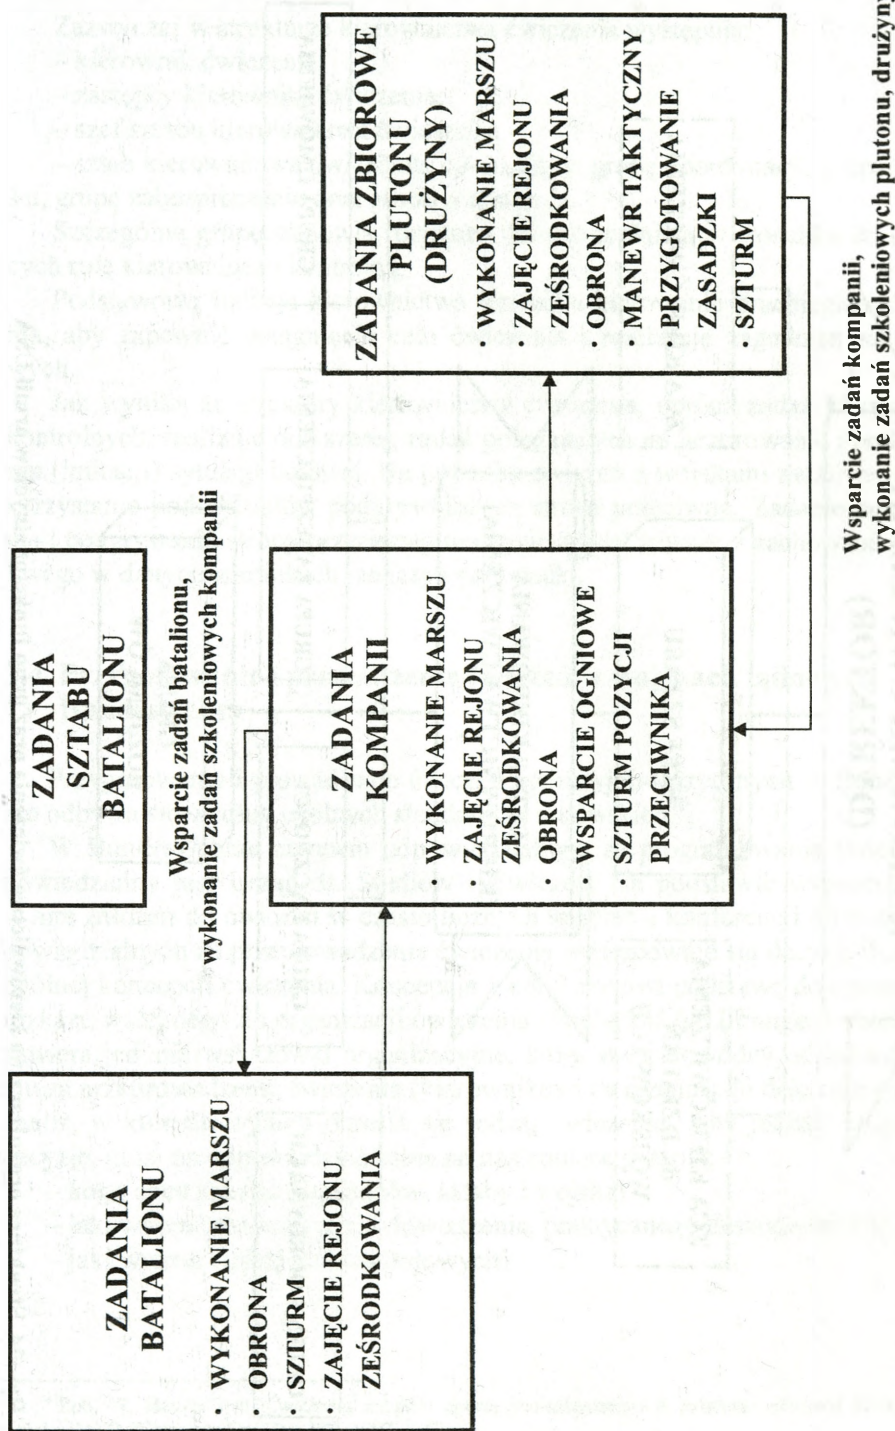 ZADANIA
BATALIONU
· WYKONANIE MARSZU
· OBRONA
SZTURM
· ZAJĘCIE REJONU
ZEŚRODKOWANIA
ZADANIA
SZTABU
BATALIONU
Wsparcie zadań batalionu,
wykonanie zadań szkoleniowych kompanii
ZADANIA
KOMPANII
WYKONANIE MARSZU
· ZAJĘCIE REJONU
ZEŚRODKOWANIA
· OBRONA
WSPARCIE OGNIOWE
· SZTURM POZYCJI
PRZECIWNIKA
ZADANIA ZBIOROWE
PLUTONU
(DRUŻYNY)
· WYKONANIE MARSZU
· ZAJĘCIE REJONU
ZEŚRODKOWANIA
OBRONA
· MANEWR TAKTYCZNY
· PRZYGOTOWANIE
ZASADZKI
· SZTURM
Wsparcie zadań kompanii,
wykonanie zadań szkoleniowych plutonu, drużyny